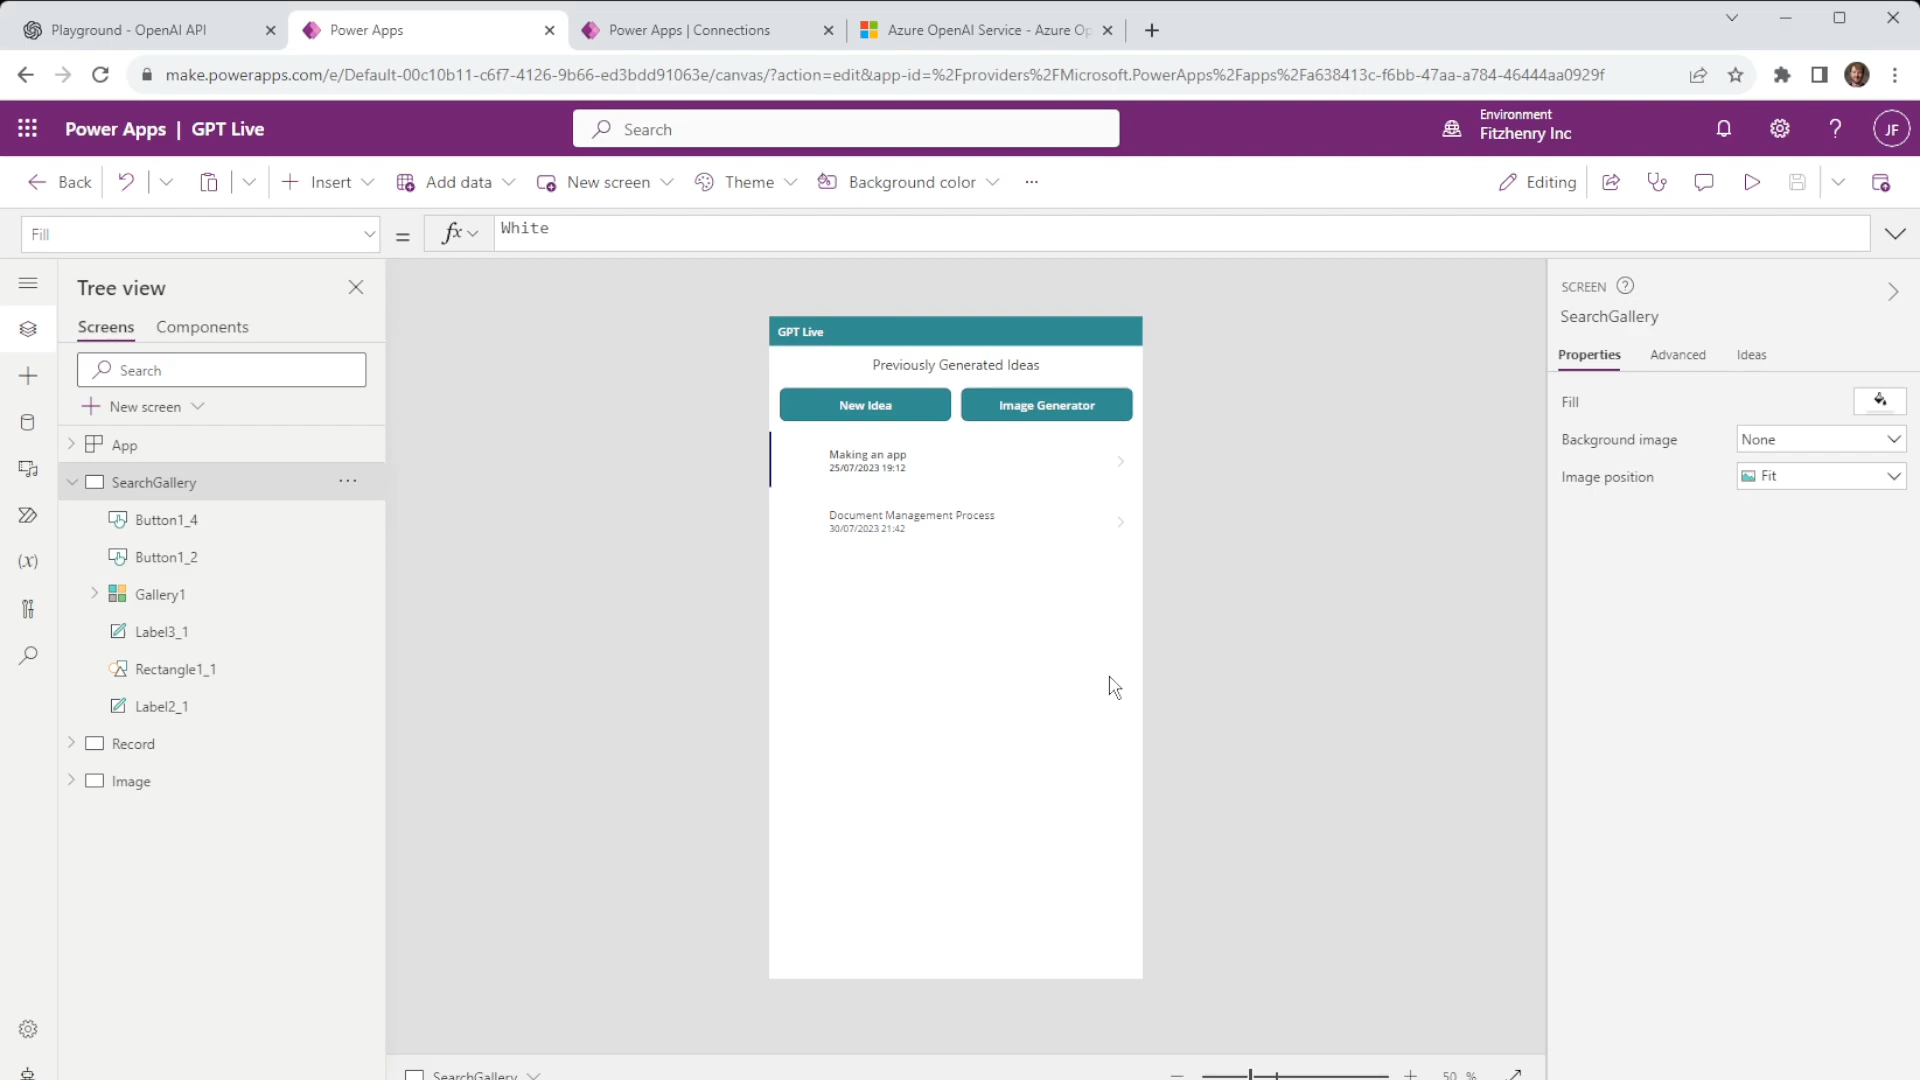 Playground - OpenAI API
Power Apps
Power Apps | Connections
Azure OpenAI Service - Azure Op
make.powerapps.com/e/Default-00c10b11-c6f7-4126-9b66-ed3bdd91063e/canvas/?action=edit&app-id=%2Fproviders%2FMicrosoft.PowerApps%2Fapps%2Fa638413c-f6bb-47aa-a784-46444aa0929f
Power Apps | GPT Live
Search
Environment
Fitzhenry Inc
JF
Back
Insert
Add data
New screen
Theme
Background color
Editing
Fill
=
fx
White
Tree view
Screens
Components
Search
New screen
App
SearchGallery
Button1_4
Button1_2
Gallery1
Label3_1
Rectangle1_1
Label2_1
Record
Image
(x)
GPT Live
Previously Generated Ideas
New Idea
Image Generator
Making an app
25/07/2023 19:12
Document Management Process
30/07/2023 21:42
SCREEN
SearchGallery
Properties
Advanced
Ideas
Fill
Background image
None
Image position
Fit
SearchGallery
50 %